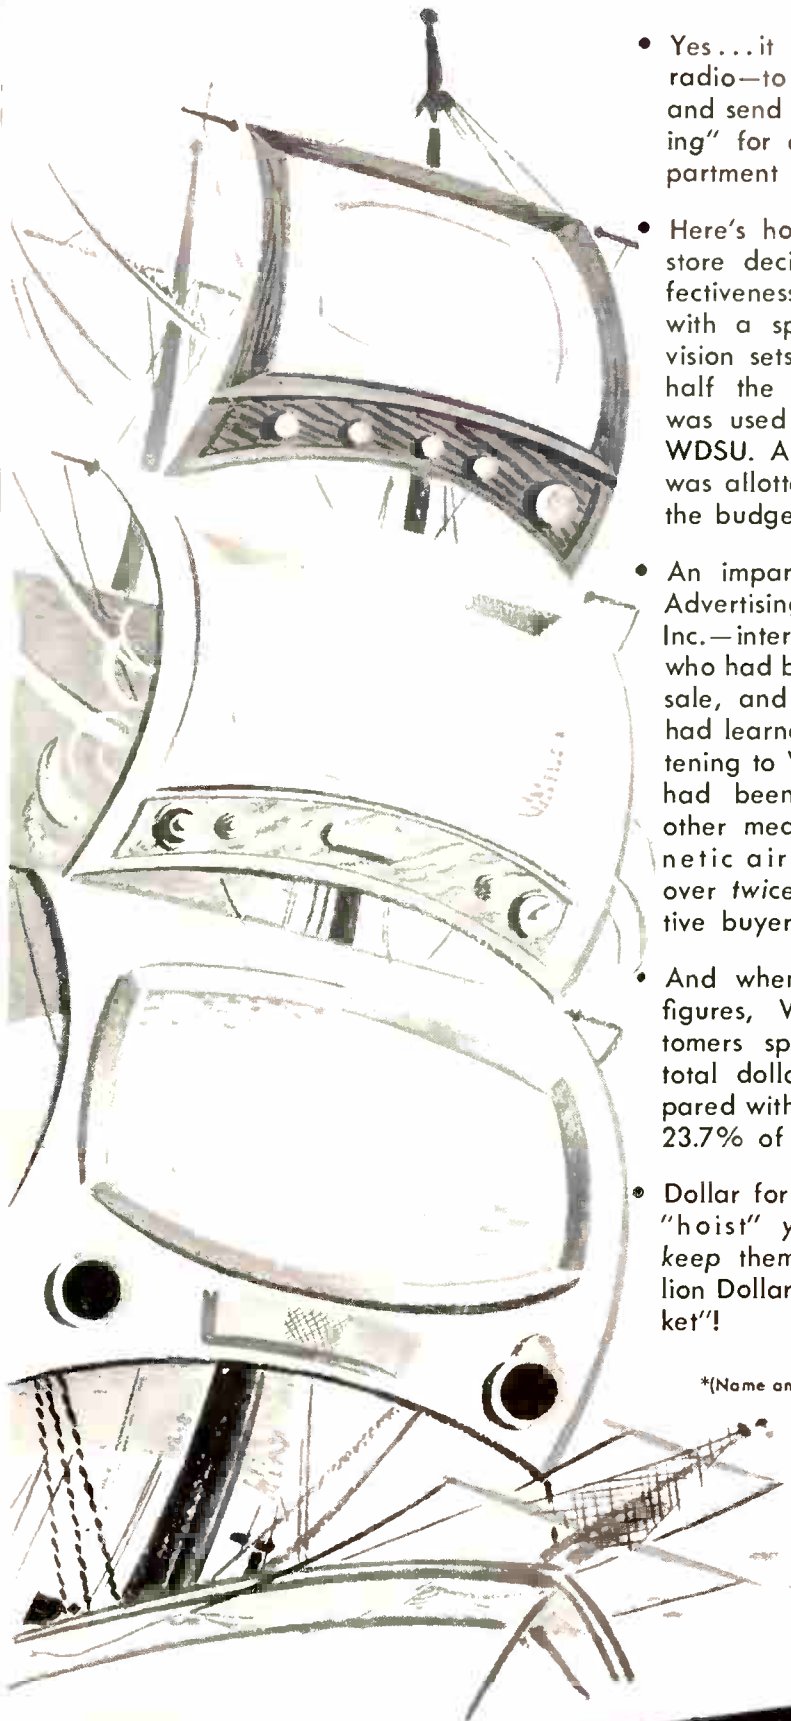 • Yes...it
radio—to
and send
ing" for
partment
• Here's ho
store deci
fectiveness
with a sp
vision sets
half the
was used
WDSU. A
was allott
the budge
• An impar
Advertising
Inc.—inter
who had b
sale, and
had learn
tening to
had been
other med
netic air
over twice
tive buyer
• And when
figures,
tomers sp
total dolla
pared with
23.7% of
• Dollar for
"hoist" y
keep them
lion Dollar
ket"!
*(Name an